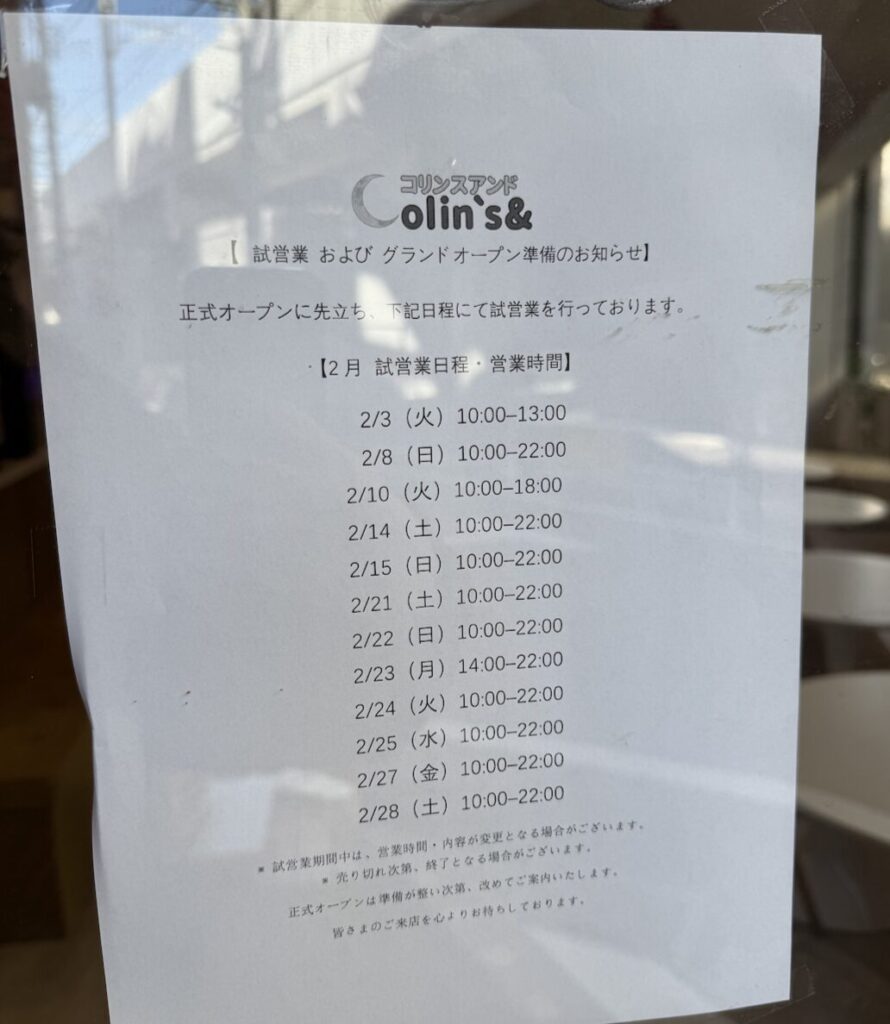 コリンスアンド
Colin`s&
【 試営業 および グランドオープン準備のお知らせ】
正式オープンに先立ち、下記日程にて試営業を行っております。
【2月 試営業日程・営業時間】
2/3（火）10:00–13:00
2/8（日）10:00–22:00
2/10（火）10:00–18:00
2/14（土）10:00–22:00
2/15（日）10:00–22:00
2/21（土）10:00–22:00
2/22（日）10:00–22:00
2/23（月）14:00–22:00
2/24（火）10:00–22:00
2/25（水）10:00–22:00
2/27（金）10:00–22:00
2/28（土）10:00–22:00
※ 試営業期間中は、営業時間・内容が変更となる場合がございます。
※ 売り切れ次第、終了となる場合がございます。
正式オープンは準備が整い次第、改めてご案内いたします。
皆さまのご来店を心よりお待ちしております。